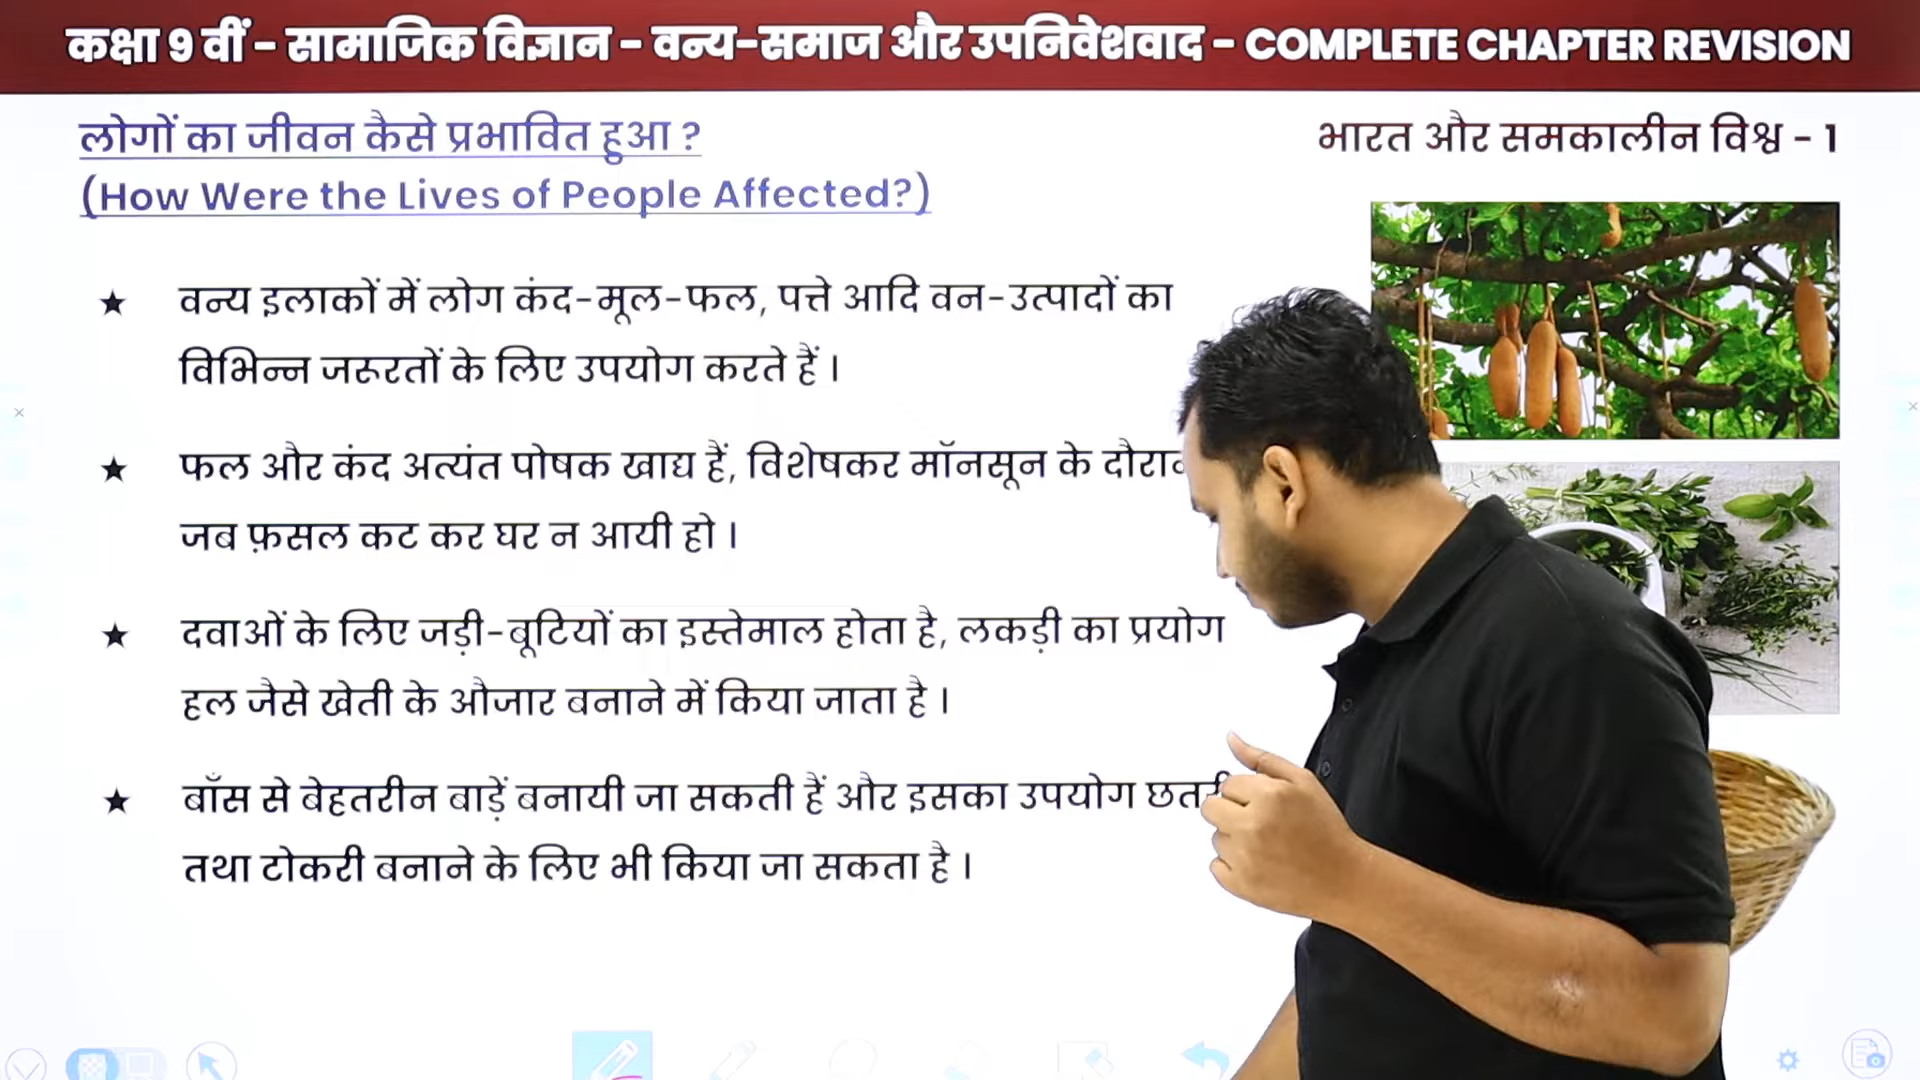 कक्षा 9 वीं - सामाजिक विज्ञान - वन्य-समाज और उपनिवेशवाद - COMPLETE CHAPTER REVISION
लोगों का जीवन कैसे प्रभावित हुआ ?
(How Were the Lives of People Affected?)
भारत और समकालीन विश्व - 1
★ वन्य इलाकों में लोग कंद-मूल-फल, पत्ते आदि वन-उत्पादों का
विभिन्न जरूरतों के लिए उपयोग करते हैं ।
★ फल और कंद अत्यंत पोषक खाद्य हैं, विशेषकर मॉनसून के
जब फ़सल कट कर घर न आयी हो ।
★ दवाओं के लिए जड़ी-बूटियों का इस्तेमाल होता है, लकड़ी का प्रयोग
हल जैसे खेती के औजार बनाने में किया जाता है ।
★ बाँस से बेहतरीन बाड़ें बनायी जा सकती हैं और इसका उपयोग
तथा टोकरी बनाने के लिए भी किया जा सकता है ।